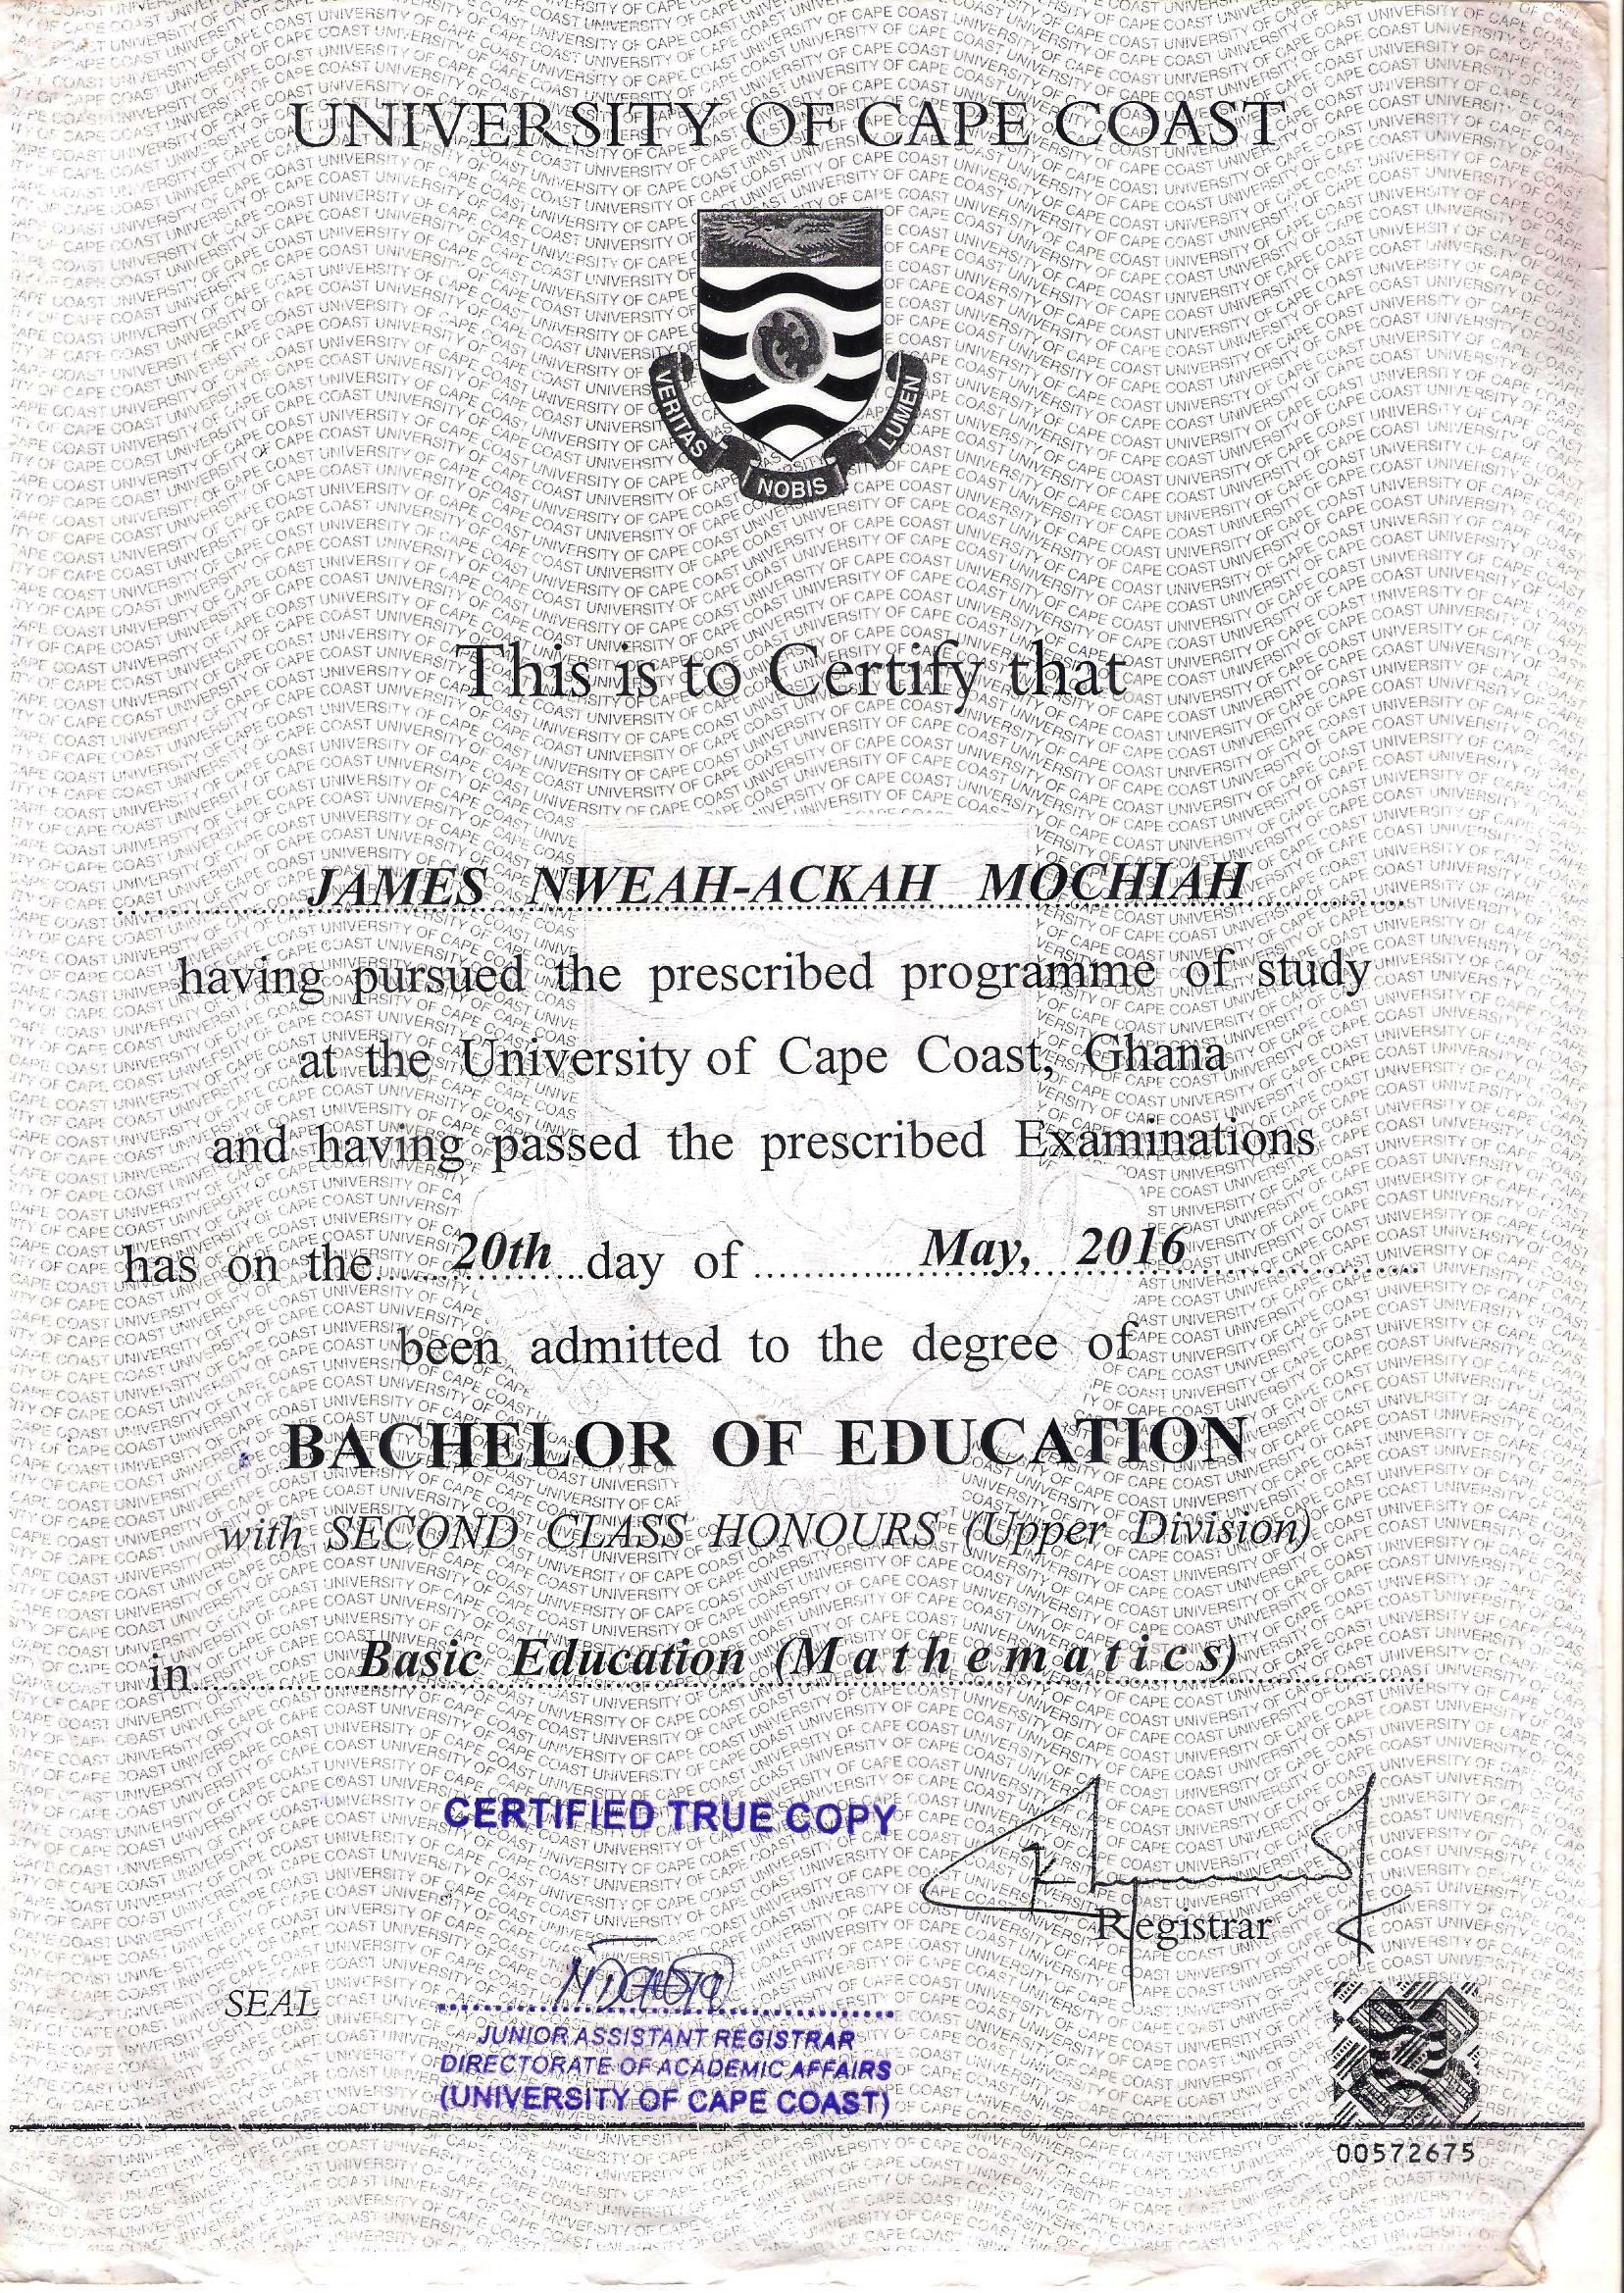 UNIVERSITY OF CAPE COAST
VERITAS
NOBIS
LUMEN
This is to Certify that
JAMES NWEAH-ACKAH MOCHIAH
having pursued the prescribed programme of study
at the University of Cape Coast, Ghana
and having passed the prescribed Examinations
has on the 20th day of May, 2016
been admitted to the degree of
BACHELOR OF EDUCATION
with SECOND CLASS HONOURS (Upper Division)
in Basic Education (Mathematics)
CERTIFIED TRUE COPY
Registrar
SEAL
JUNIOR ASSISTANT REGISTRAR
DIRECTORATE OF ACADEMIC AFFAIRS
(UNIVERSITY OF CAPE COAST)
00572675